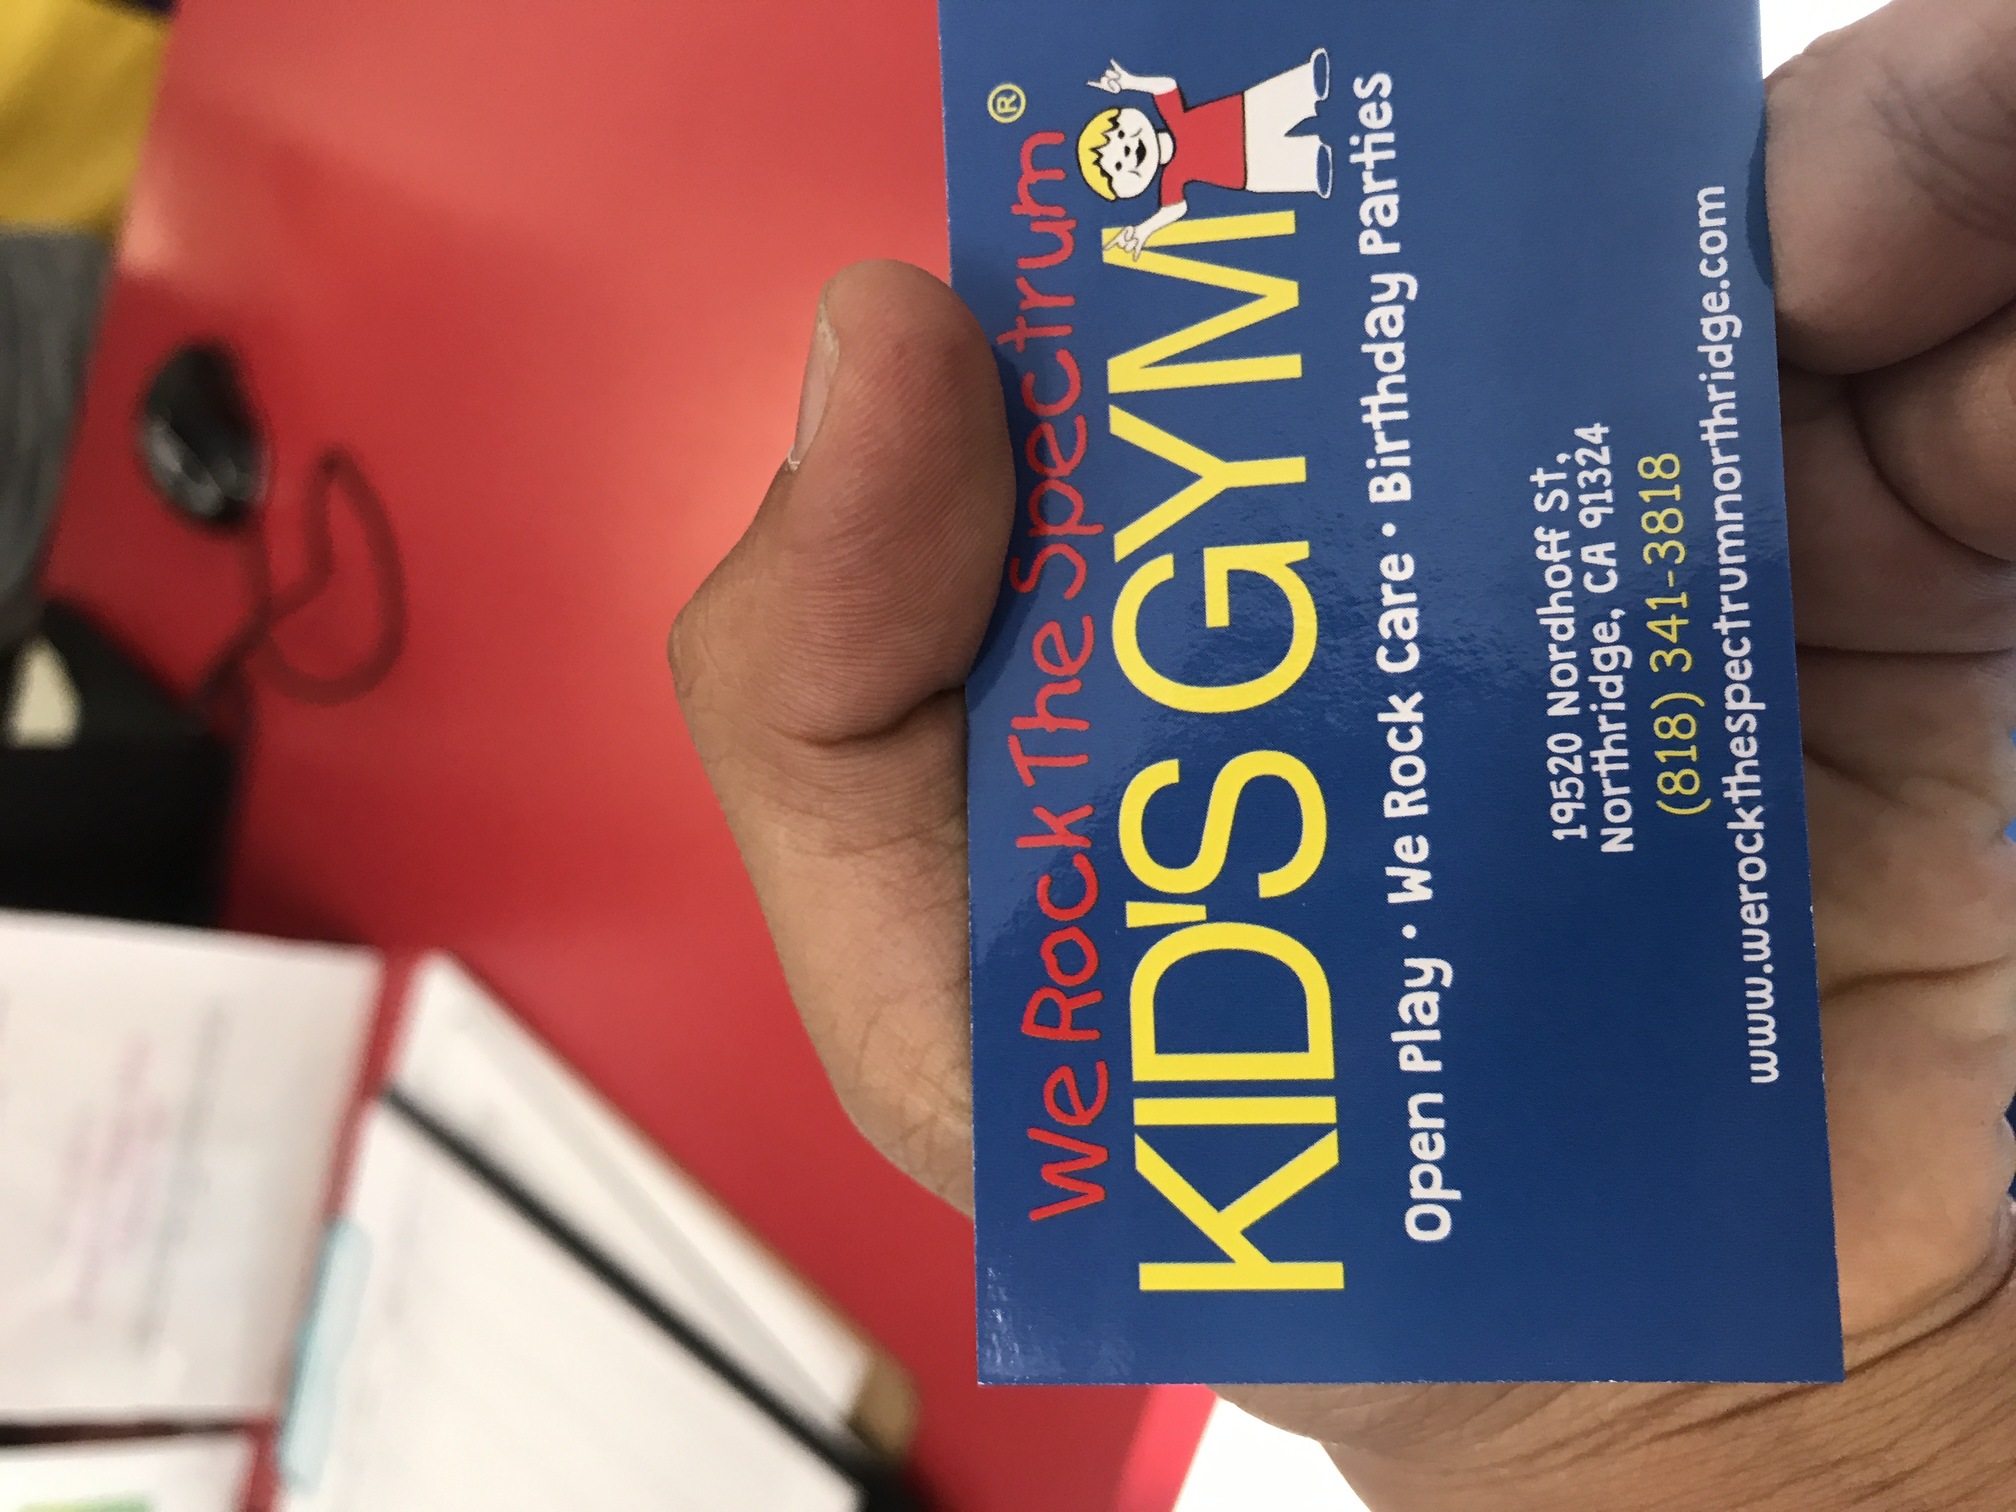 We Rock The Spectrum®
KID'S GYM
Open Play • We Rock Care • Birthday Parties
19520 Nordhoff St,
Northridge, CA 91324
(818) 341-3818
www.werockthespectrumnorthridge.com